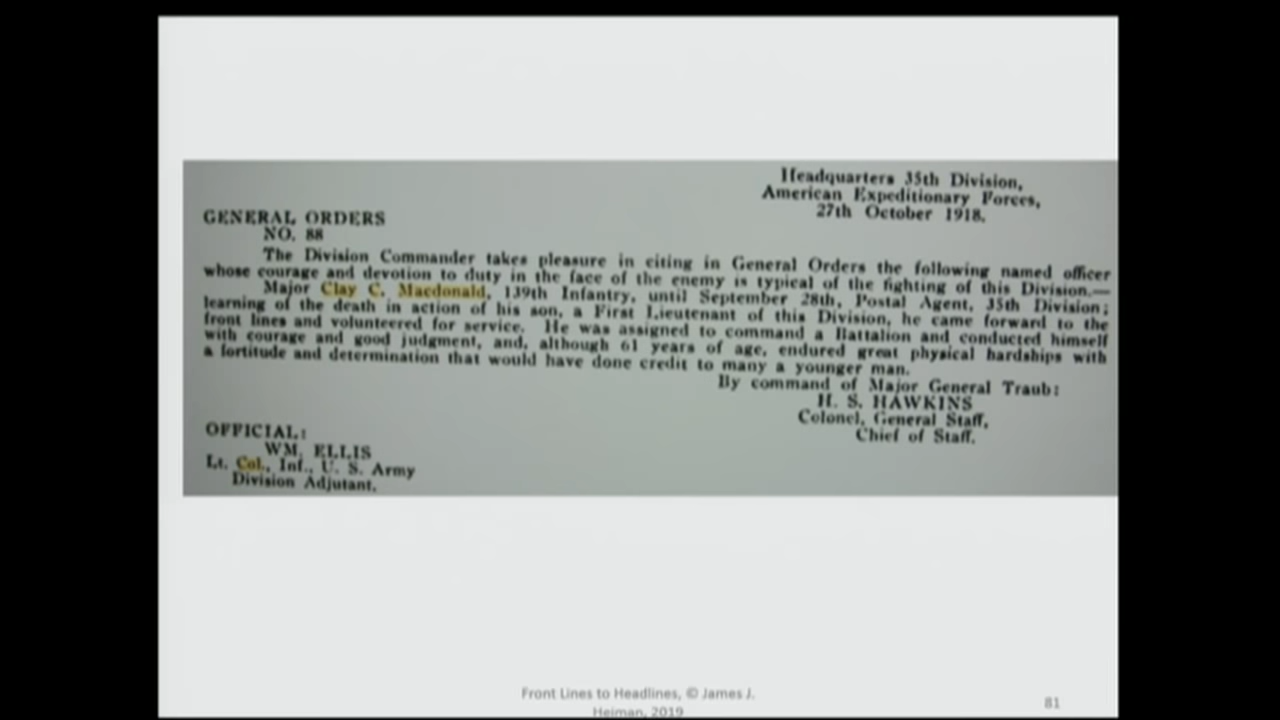 Headquarters 35th Division,
American Expeditionary Forces,
27th October 1918.
GENERAL ORDERS
NO. 88
The Division Commander takes pleasure in citing in General Orders the following named officer
whose courage and devotion to duty in the face of the enemy is typical of the fighting of this Division.—
Major Clay C. Macdonald, 139th Infantry, until September 28th, Postal Agent, 35th Division;
learning of the death in action of his son, a First Lieutenant of this Division, he came forward to the
front lines and volunteered for service. He was assigned to command a Battalion and conducted himself
with courage and good judgment, and, although 61 years of age, endured great physical hardships with
a fortitude and determination that would have done credit to many a younger man.
By command of Major General Traub:
H. S. HAWKINS
Colonel, General Staff,
Chief of Staff.
OFFICIAL:
WM. ELLIS
Lt. Col., Inf., U. S. Army
Division Adjutant.
Front Lines to Headlines, © James J.
Heiman, 2019
81